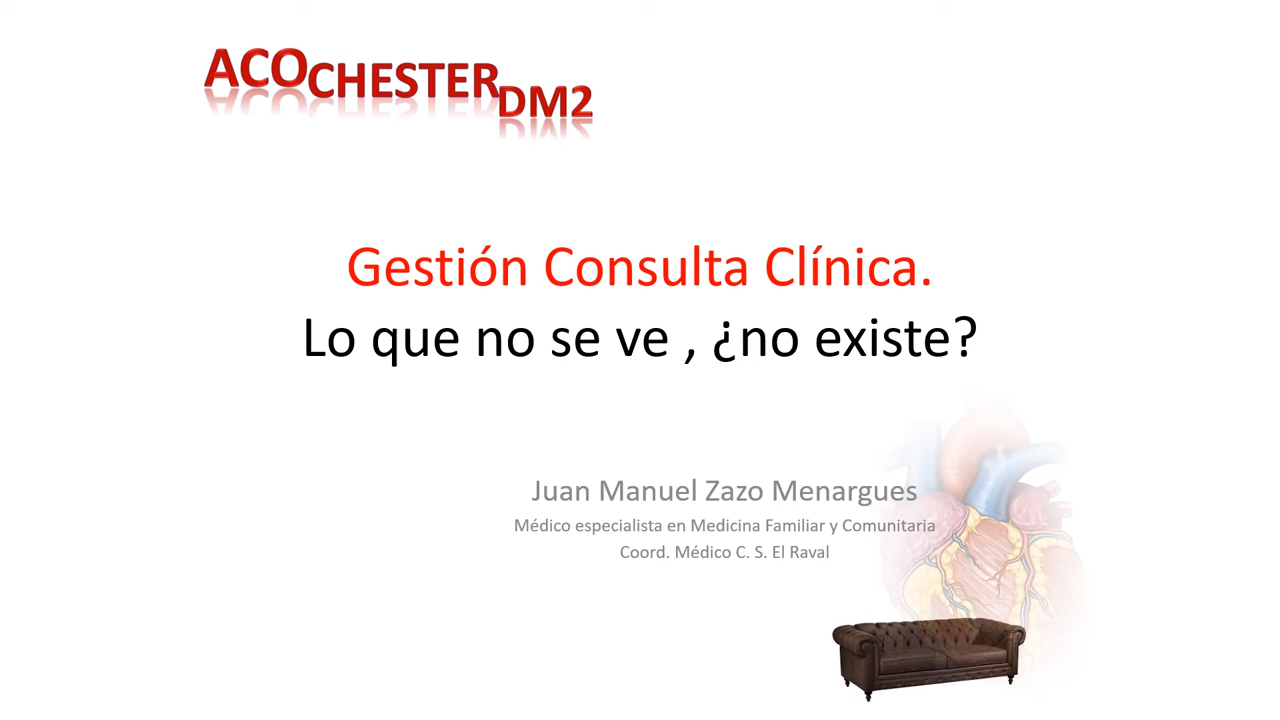 ACOCHESTERDM2
Gestión Consulta Clínica.
Lo que no se ve , ¿no existe?
Juan Manuel Zazo Menargues
Médico especialista en Medicina Familiar y Comunitaria
Coord. Médico C. S. El Raval